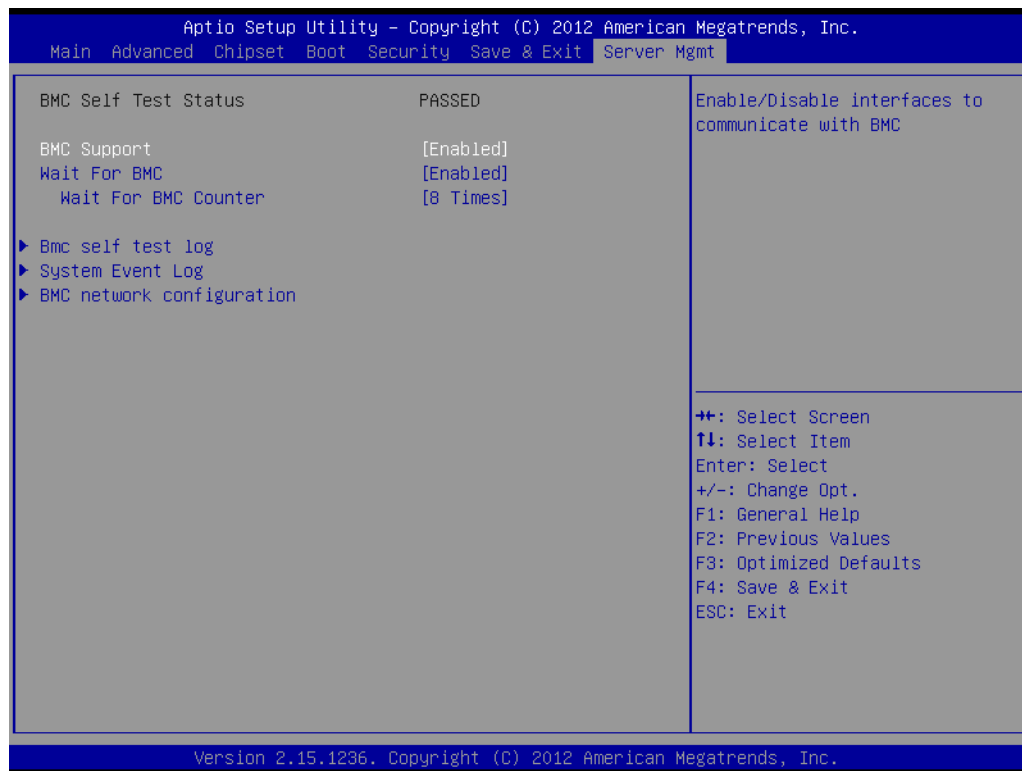 Aptio Setup Utility – Copyright (C) 2012 American Megatrends, Inc.
Main Advanced Chipset Boot Security Save & Exit Server Mgmt
BMC Self Test Status PASSED
BMC Support [Enabled]
Wait For BMC [Enabled]
Wait For BMC Counter [8 Times]
▶ Bmc self test log
▶ System Event Log
▶ BMC network configuration
Enable/Disable interfaces to
communicate with BMC
→←: Select Screen
↑↓: Select Item
Enter: Select
+/-: Change Opt.
F1: General Help
F2: Previous Values
F3: Optimized Defaults
F4: Save & Exit
ESC: Exit
Version 2.15.1236. Copyright (C) 2012 American Megatrends, Inc.